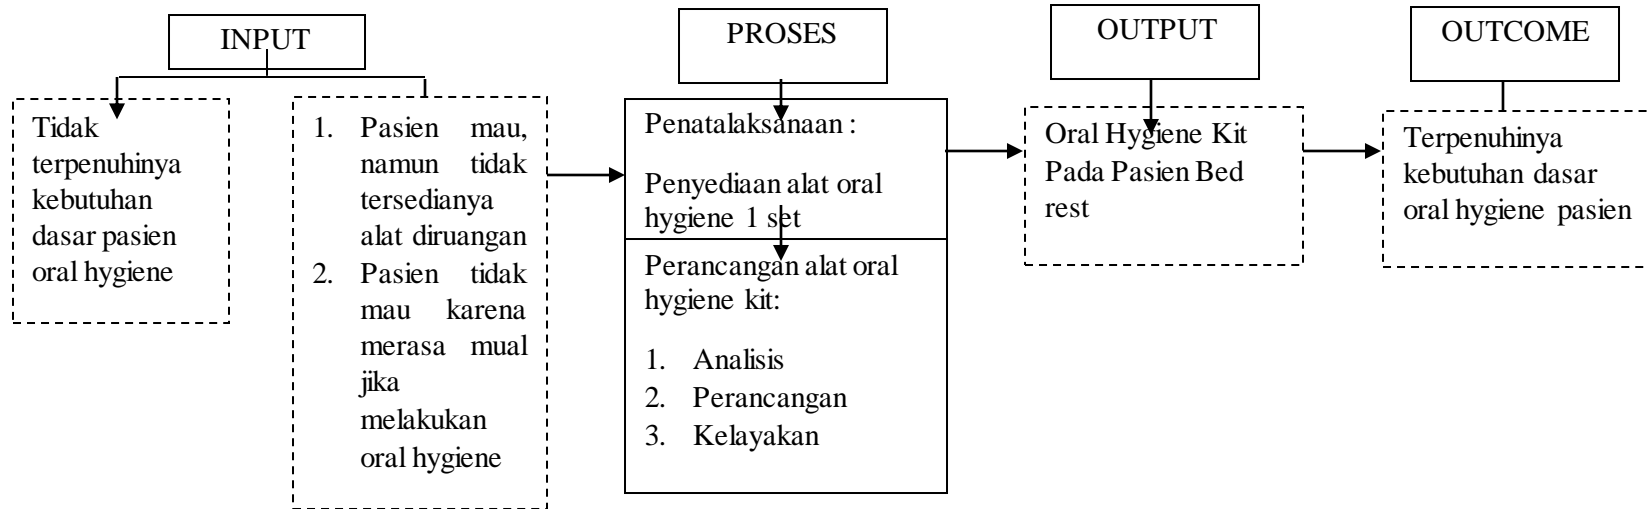 INPUT
Tidak
terpenuhinya
kebutuhan
dasar pasien
oral hygiene
1. Pasien mau,
namun tidak
tersedianya
alat diruangan
2. Pasien tidak
mau karena
merasa mual
jika
melakukan
oral hygiene
PROSES
Penatalaksanaan :
Penyediaan alat oral
hygiene 1 set
Perancangan alat oral
hygiene kit:
1. Analisis
2. Perancangan
3. Kelayakan
OUTPUT
Oral Hygiene Kit
Pada Pasien Bed
rest
OUTCOME
Terpenuhinya
kebutuhan dasar
oral hygiene pasien